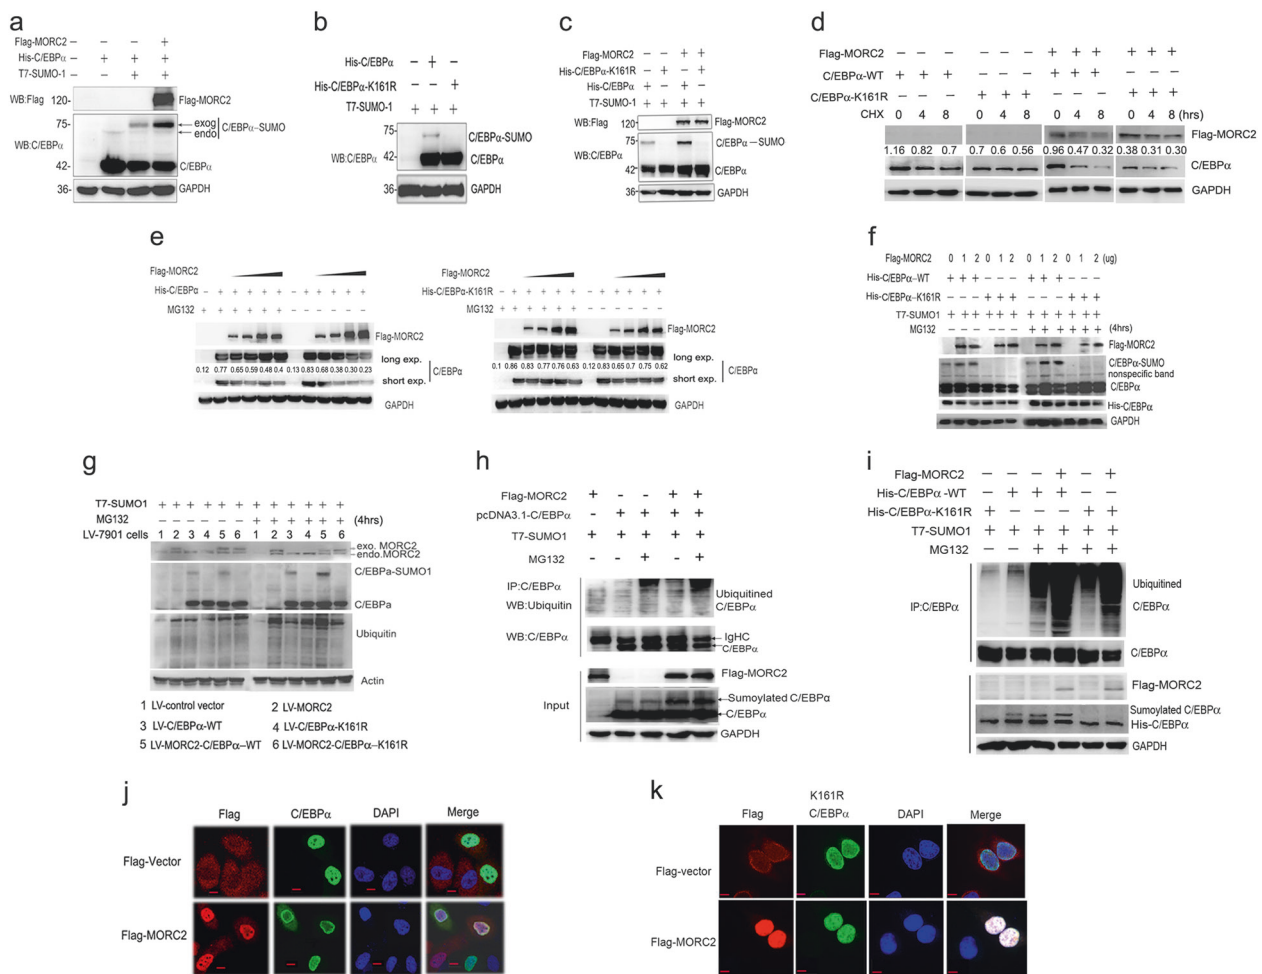 a
Flag-MORC2 – – – +
His-C/EBPα – + + +
T7-SUMO-1 – – + +
WB:Flag 120- Flag-MORC2
75- exog
endo
C/EBPα-SUMO
WB:C/EBPα
42- C/EBPα
36- GAPDH
b
His-C/EBPα – + –
His-C/EBPα-K161R – – +
T7-SUMO-1 + + +
75-
C/EBPα-SUMO
WB:C/EBPα
42- C/EBPα
36- GAPDH
c
Flag-MORC2 – – + +
His-C/EBPα-K161R – + – +
His-C/EBPα + – + –
T7-SUMO-1 + + + +
WB:Flag 120 Flag-MORC2
75-
C/EBPα–SUMO
WB:C/EBPα
42 C/EBPα
36- GAPDH
d
Flag-MORC2 – – – – – – + + + + + +
C/EBPα-WT + + + – – – + + + – – –
C/EBPα-K161R – – – + + + – – – + + +
CHX 0 4 8 0 4 8 0 4 8 0 4 8 (hrs)
Flag-MORC2
1.16 0.82 0.7 0.7 0.6 0.56 0.96 0.47 0.32 0.38 0.31 0.30
C/EBPα
GAPDH
e
Flag-MORC2
His-C/EBPα
MG132
Flag-MORC2
long exp.
0.12 0.77 0.65 0.59 0.48 0.4 0.13 0.83 0.68 0.38 0.30 0.23
short exp.
C/EBPα
GAPDH
Flag-MORC2
His-C/EBPα-K161R
MG132
Flag-MORC2
long exp.
0.1 0.86 0.83 0.77 0.76 0.63 0.12 0.83 0.65 0.7 0.75 0.62
short exp.
C/EBPα
GAPDH
f
Flag-MORC2 0 1 2 0 1 2 0 1 2 0 1 2 (ug)
His-C/EBPα-WT
His-C/EBPα-K161R
T7-SUMO1
MG132 (4hrs)
Flag-MORC2
C/EBPα-SUMO
nonspecific band
C/EBPα
His-C/EBPα
GAPDH
g
T7-SUMO1 + + + + + + + + + + + +
MG132 – – – – – – + + + + + + (4hrs)
LV-7901 cells 1 2 3 4 5 6 1 2 3 4 5 6
exo. MORC2
endo.MORC2
C/EBPa-SUMO1
C/EBPa
Ubiquitin
Actin
1 LV-control vector 2 LV-MORC2
3 LV-C/EBPα-WT 4 LV-C/EBPα-K161R
5 LV-MORC2-C/EBPα–WT 6 LV-MORC2-C/EBPα–K161R
h
Flag-MORC2 + – – + +
pcDNA3.1-C/EBPα – + + + +
T7-SUMO1 + + + + +
MG132 – – + – +
IP:C/EBPα
WB:Ubiquitin
Ubiquitined
C/EBPα
WB:C/EBPα
IgHC
C/EBPα
Flag-MORC2
Input
Sumoylated C/EBPα
C/EBPα
GAPDH
i
Flag-MORC2 – – – + – +
His-C/EBPα -WT – + + + – –
His-C/EBPα-K161R + – – – + +
T7-SUMO1 + + + + + +
MG132 – – + + + +
Ubiquitined
IP:C/EBPα
C/EBPα
C/EBPα
Flag-MORC2
Sumoylated C/EBPα
His-C/EBPα
GAPDH
j
Flag C/EBPα DAPI Merge
Flag-Vector
Flag-MORC2
k
K161R
Flag C/EBPα DAPI Merge
Flag-vector
Flag-MORC2